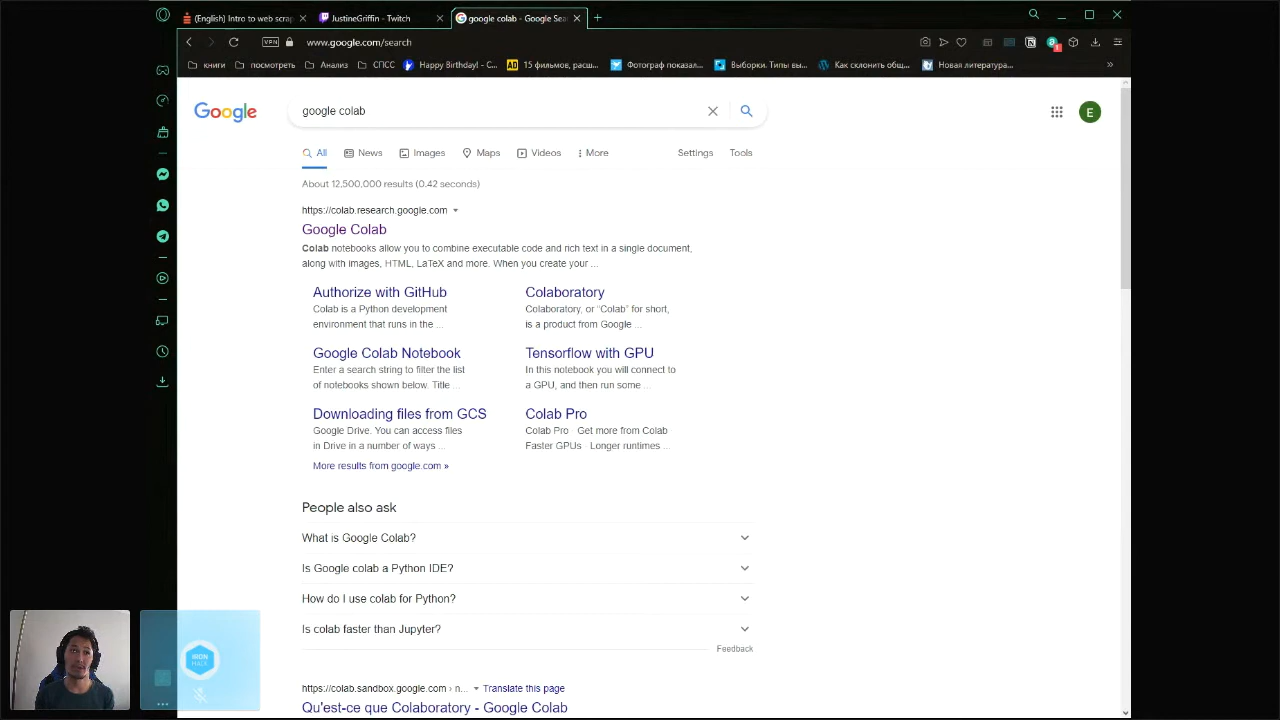 (English) Intro to web scrap
JustineGriffin - Twitch
google colab - Google Sea
VPN
www.google.com/search
книги
посмотреть
Анализ
СПСС
Happy Birthday! - C...
15 фильмов, расш...
Фотограф показал...
Выборки. Типы вы...
Как склонить общ...
Новая литература...
Google
google colab
E
All
News
Images
Maps
Videos
More
Settings
Tools
About 12,500,000 results (0.42 seconds)
https://colab.research.google.com
Google Colab
Colab notebooks allow you to combine executable code and rich text in a single document,
along with images, HTML, LaTeX and more. When you create your ...
Authorize with GitHub
Colab is a Python development
environment that runs in the ...
Colaboratory
Colaboratory, or “Colab” for short,
is a product from Google ...
Google Colab Notebook
Enter a search string to filter the list
of notebooks shown below. Title ...
Tensorflow with GPU
In this notebook you will connect to
a GPU, and then run some ...
Downloading files from GCS
Google Drive. You can access files
in Drive in a number of ways ...
Colab Pro
Colab Pro · Get more from Colab
Faster GPUs · Longer runtimes ...
More results from google.com »
People also ask
What is Google Colab?
Is Google colab a Python IDE?
How do I use colab for Python?
Is colab faster than Jupyter?
Feedback
IRON
HACK
https://colab.sandbox.google.com › n...
Translate this page
Qu'est-ce que Colaboratory - Google Colab